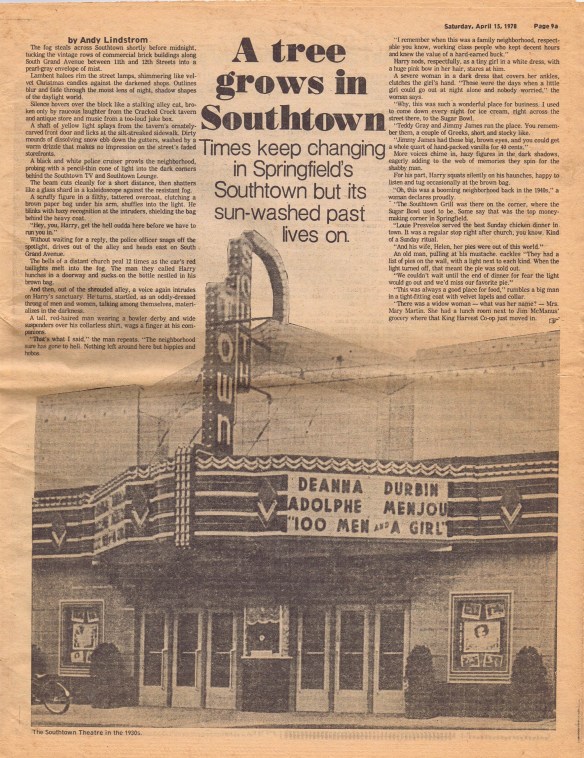 Saturday, April 15, 1978 Page 9A
by Andy Lindstrom
The fog steals across Southtown shortly before midnight,
tucking the vintage rows of commercial brick buildings along
South Grand Avenue between 11th and 12th Streets into a
pearl-gray envelope of mist.
Lambent haloes rim the street lamps, shimmering like vel-
vet Christmas candles against the darkened shops. Outlines
blur and fade through the moist lens of night, shadow shapes
of the daylight world.
Silence hovers over the block like a stalking alley cat, bro-
ken only by raucous laughter from the Cracked Crock tavern
and antique store and music from a too-loud juke box.
A shaft of yellow light splays from the tavern's ornately-
carved front door and licks at the silt-streaked sidewalk. Dirty
mounds of dissolving snow ebb down the gutters, washed by a
warm drizzle that makes no impression on the street's faded
storefronts.
A black and white police cruiser prowls the neighborhood,
probing with a pencil-thin cone of light into the dark corners
behind the Southtown TV and Southtown Lounge.
The beam cuts cleanly for a short distance, then shatters
like a glass shard in a kaleidoscope against the resistant fog.
A scruffy figure in a filthy, tattered overcoat, clutching a
brown paper bag under his arm, shuffles into the light. He
blinks with hazy recognition at the intruders, shielding the bag
behind the heavy coat.
"Hey, you, Harry, get the hell outta here before we have to
run you in."
Without waiting for a reply, the police officer snaps off the
spotlight, drives out of the alley and heads east on South
Grand Avenue.
The bells of a distant church peal 12 times as the car's red
taillights melt into the fog. The man they called Harry
hunches in a doorway and sucks on the bottle nestled in his
brown bag.
And then, out of the shrouded alley, a voice again intrudes
on Harry's sanctuary. He turns, startled, as an oddly-dressed
throng of men and women, talking among themselves, mater-
ializes in the darkness.
A tall, red-haired man wearing a bowler derby and wide
suspenders over his collarless shirt, wags a finger at his com-
panions.
"That's what I said," the man repeats. "The neighborhood
sure has gone to hell. Nothing left around here but hippies and
hobos.
A tree
grows in
Southtown
Times keep changing
in Springfield's
Southtown but its
sun-washed past
lives on
"I remember when this was a family neighborhood, respect-
able you know, working class people who kept decent hours
and knew the value of a hard-earned buck."
Harry nods, respectfully, as a tiny girl in a white dress, with
a huge pink bow in her hair, stares at him.
A severe woman in a dark dress that covers her ankles,
clutches the girl's hand. "Those were the days when a little
girl could go out at night alone and nobody worried," the
woman says.
"Why, this was such a wonderful place for business. I used
to come down every night for ice cream, right across the
street there, to the Sugar Bowl.
"Teddy Gray and Jimmy James run the place. You remem-
ber them, a couple of Greeks, short and stocky like.
"Jimmy James had these big, brown eyes, and you could get
a whole quart of hand-packed vanilla for 40 cents."
More voices chime in, hazy figures in the dark shadows,
eagerly adding to the web of memories they spin for the
shabby man.
For his part, Harry squats silently on his haunches, happy to
listen and tug occasionally at the brown bag.
"Oh, this was a booming neighborhood back in the 1940s," a
woman declares proudly.
"The Southtown Grill was there on the corner, where the
Sugar Bowl used to be. Some say that was the top money-
making corner in Springfield.
"Louie Provolos served the best Sunday chicken dinner in
town. It was a regular stop right after church, you know. Kind
of a Sunday ritual.
"And his wife, Helen, her pies were out of this world."
An old man, pulling at his mustache, cackles "They had a
list of pies on the wall, with a light next to each kind. When the
light turned off, that meant the pie was sold out.
"We couldn't wait until the end of dinner for fear the light
would go out and we'd miss our favorite pie."
"This was always a good place for food," rumbles a big man
in a tight-fitting coat with velvet lapels and collar
"There was a widow woman — what was her name? — Mrs.
Mary Martin. She had a lunch room next to Jim McManus'
grocery where that King Harvest Co-op just moved in.
DEANNA DURBIN
ADOLPHE MENJOU
"100 MEN AND A GIRL"
The Southtown Theatre in the 1930s.